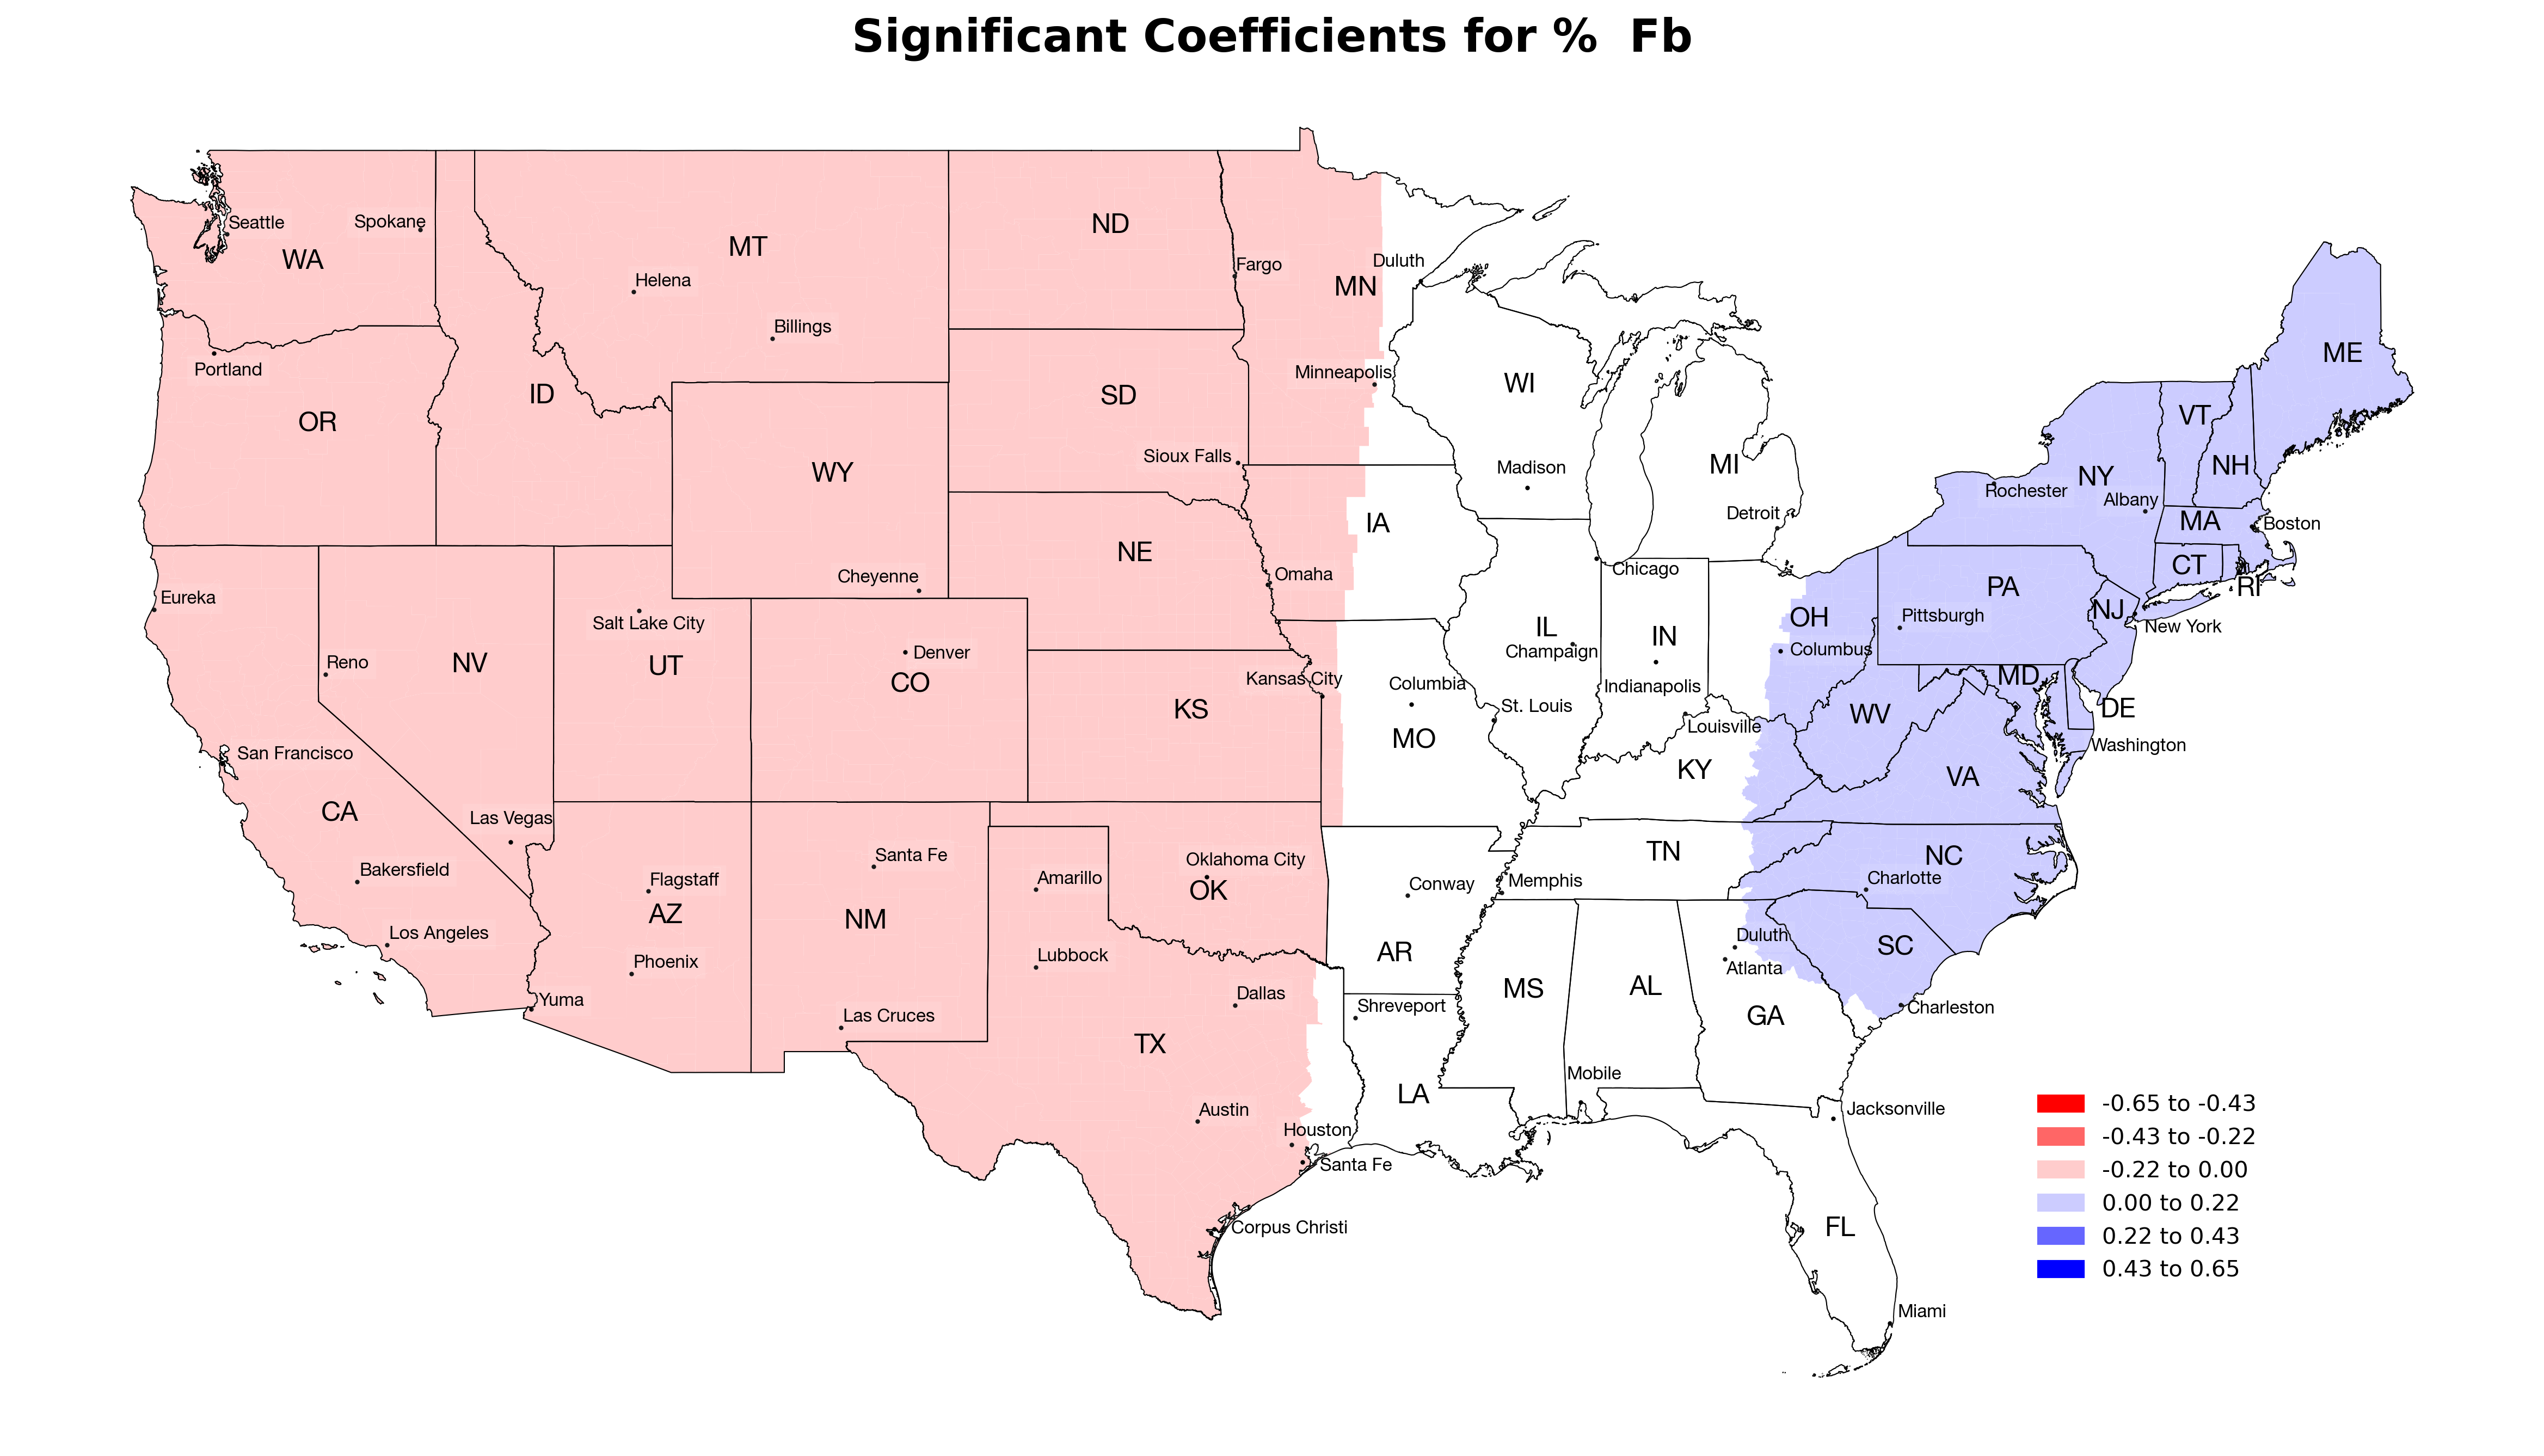 Significant Coefficients for %  Fb
Seattle
Spokane
WA
MT
ND
Helena
Fargo
Duluth
MN
Billings
Portland
ID
OR
SD
Minneapolis
WI
ME
VT
WY
Sioux Falls
Madison
MI
NY
NH
Rochester
Albany
Detroit
IA
MA
Boston
NE
Cheyenne
Omaha
Chicago
CT
RI
PA
Eureka
Salt Lake City
OH
NJ
Pittsburgh
New York
IL
IN
Champaign
Columbus
Reno
NV
UT
Denver
CO
Kansas City
Columbia
Indianapolis
MD
KS
St. Louis
Louisville
WV
DE
MO
Washington
San Francisco
KY
VA
CA
Las Vegas
Santa Fe
Oklahoma City
TN
NC
Bakersfield
Flagstaff
Amarillo
OK
Conway
Memphis
Charlotte
AZ
NM
Los Angeles
Phoenix
Lubbock
AR
Duluth
SC
Atlanta
Yuma
Dallas
MS
AL
Las Cruces
Shreveport
GA
Charleston
TX
Austin
LA
Mobile
Jacksonville
Houston
Santa Fe
Corpus Christi
FL
Miami
-0.65 to -0.43
-0.43 to -0.22
-0.22 to 0.00
0.00 to 0.22
0.22 to 0.43
0.43 to 0.65